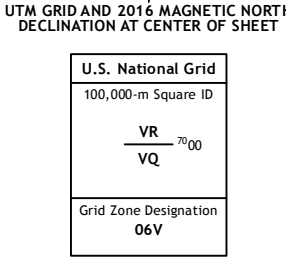 UTM GRID AND 2016 MAGNETIC NORTH
DECLINATION AT CENTER OF SHEET
U.S. National Grid
100,000-m Square ID
VR
7000
VQ
Grid Zone Designation
06V